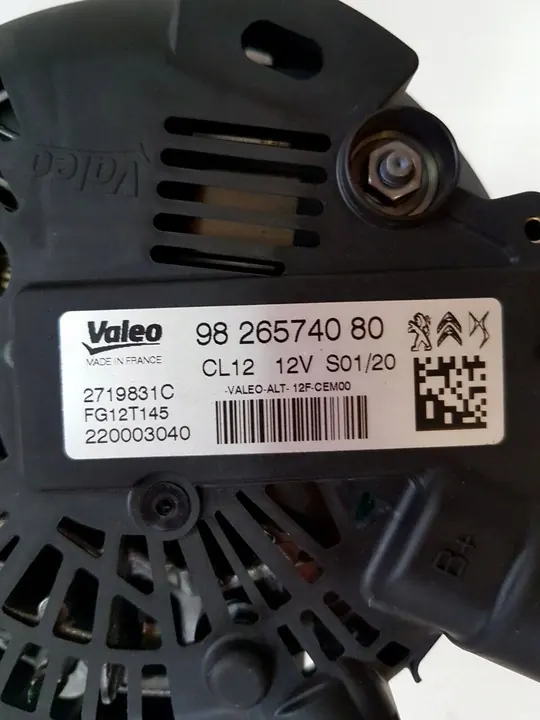 Valeo
Valeo
MADE IN FRANCE
98 265740 80
CL12 12V S01/20
2719831C
-VALEO-ALT- 12F-CEM00
FG12T145
220003040
B+